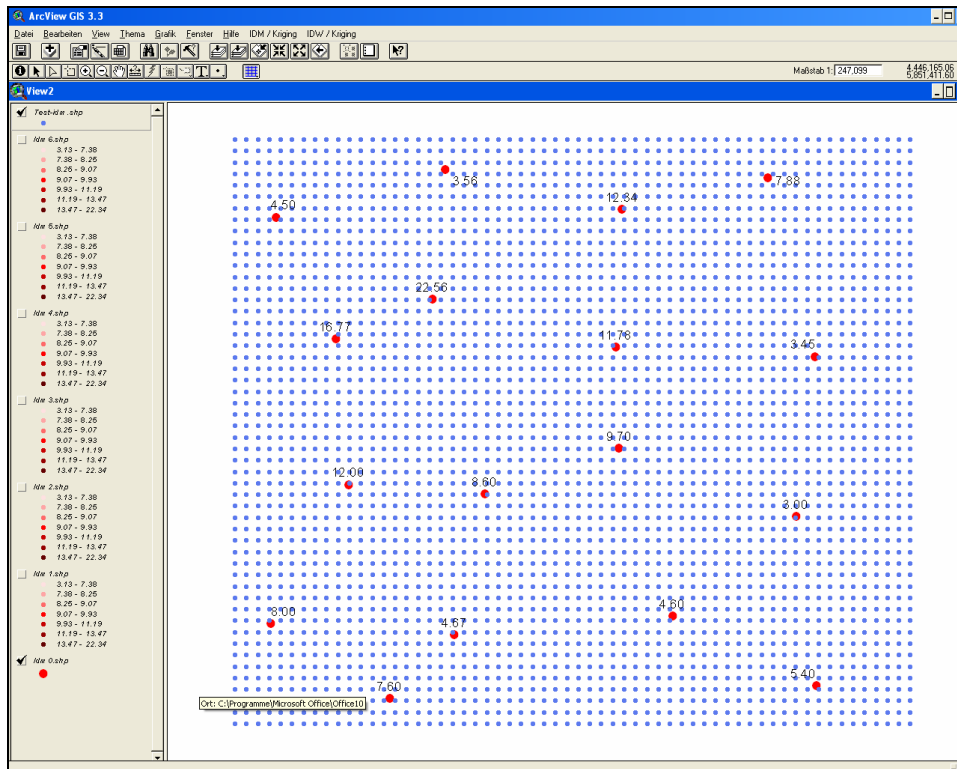 ArcView GIS 3.3
Datei Bearbeiten View Thema Grafik Fenster Hilfe IDM / Kriging IDW / Kriging
Maßstab 1: 247,099
4,446,165.06
5,851,411.60
View2
Test-idw .shp
Idw 6.shp
3.13 - 7.38
7.38 - 8.25
8.25 - 9.07
9.07 - 9.93
9.93 - 11.19
11.19 - 13.47
13.47 - 22.34
Idw 5.shp
3.13 - 7.38
7.38 - 8.25
8.25 - 9.07
9.07 - 9.93
9.93 - 11.19
11.19 - 13.47
13.47 - 22.34
Idw 4.shp
3.13 - 7.38
7.38 - 8.25
8.25 - 9.07
9.07 - 9.93
9.93 - 11.19
11.19 - 13.47
13.47 - 22.34
Idw 3.shp
3.13 - 7.38
7.38 - 8.25
8.25 - 9.07
9.07 - 9.93
9.93 - 11.19
11.19 - 13.47
13.47 - 22.34
Idw 2.shp
3.13 - 7.38
7.38 - 8.25
8.25 - 9.07
9.07 - 9.93
9.93 - 11.19
11.19 - 13.47
13.47 - 22.34
Idw 1.shp
3.13 - 7.38
7.38 - 8.25
8.25 - 9.07
9.07 - 9.93
9.93 - 11.19
11.19 - 13.47
13.47 - 22.34
Idw 0.shp
3.56
7.88
4.50
12.34
22.56
16.77
11.78
3.45
9.70
12.00
8.60
3.00
8.00
4.67
4.60
5.40
7.60
Ort: C:\Programme\Microsoft Office\Office10